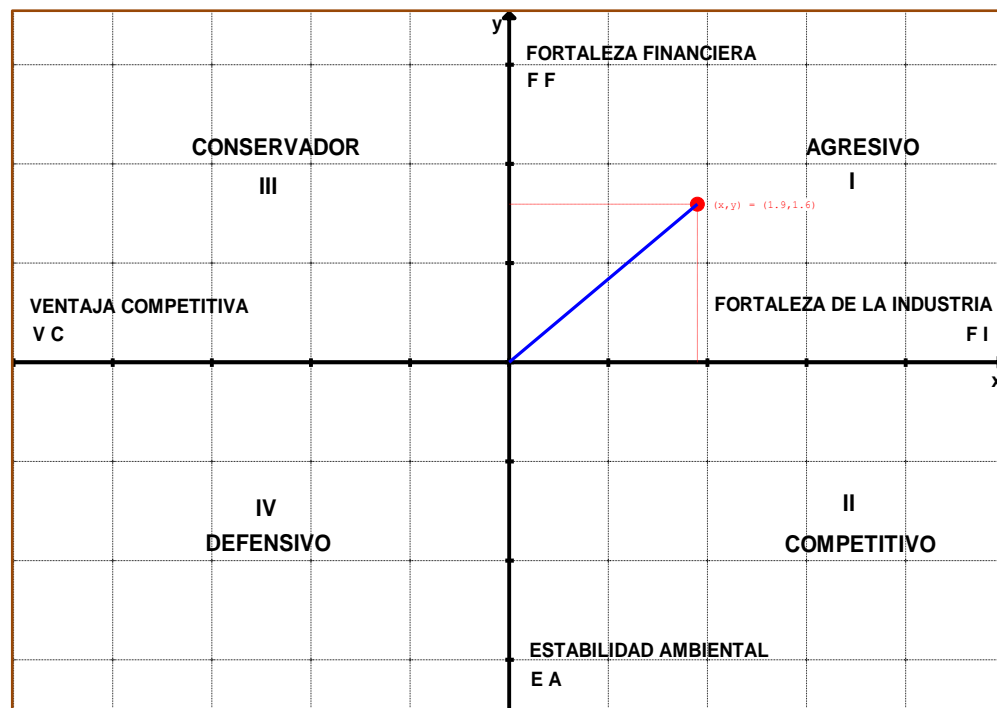 y
FORTALEZA FINANCIERA
F F
CONSERVADOR
III
AGRESIVO
I
(x,y) = (1.9,1.6)
VENTAJA COMPETITIVA
V C
FORTALEZA DE LA INDUSTRIA
F I
x
IV
DEFENSIVO
II
COMPETITIVO
ESTABILIDAD AMBIENTAL
E A